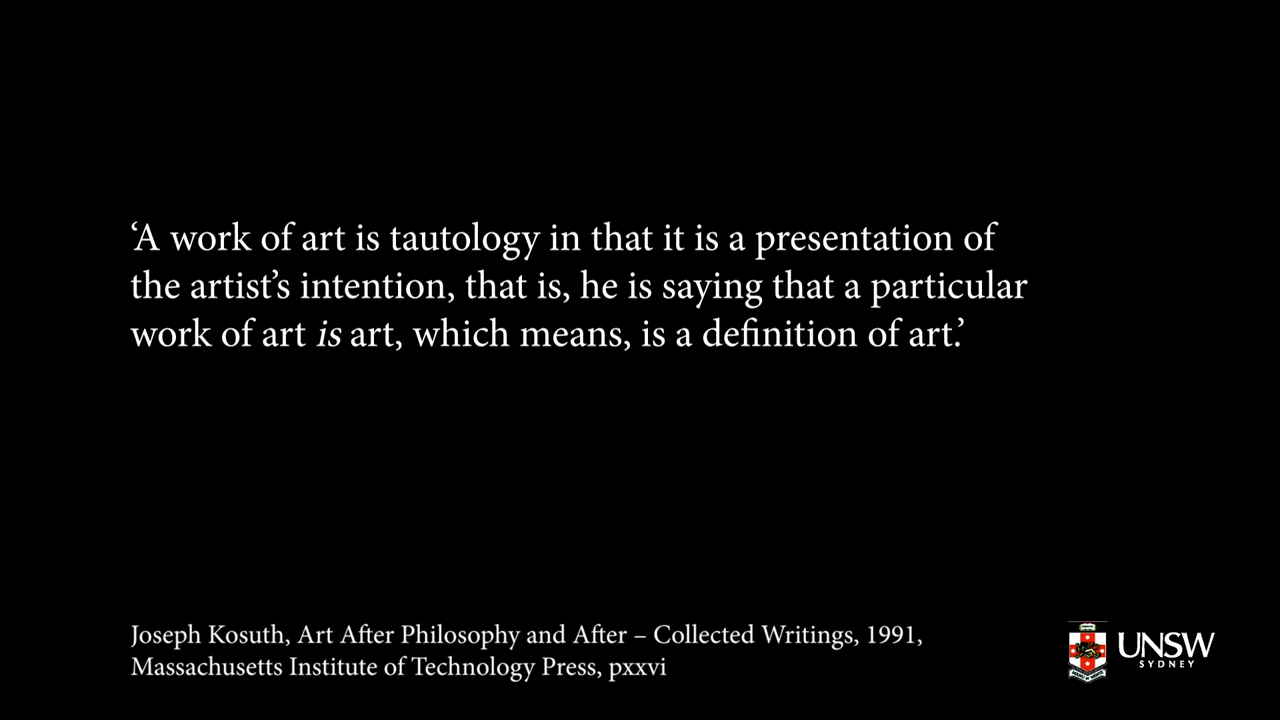 ‘A work of art is tautology in that it is a presentation of
the artist’s intention, that is, he is saying that a particular
work of art is art, which means, is a definition of art.’
Joseph Kosuth, Art After Philosophy and After – Collected Writings, 1991,
Massachusetts Institute of Technology Press, pxxvi
UNSW
SYDNEY